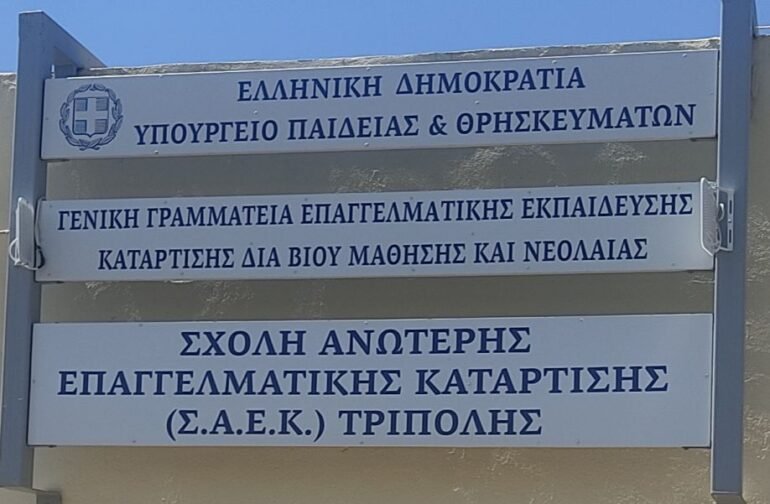 ΕΛΛΗΝΙΚΗ ΔΗΜΟΚΡΑΤΙΑ
ΥΠΟΥΡΓΕΙΟ ΠΑΙΔΕΙΑΣ & ΘΡΗΣΚΕΥΜΑΤΩΝ
ΓΕΝΙΚΗ ΓΡΑΜΜΑΤΕΙΑ ΕΠΑΓΓΕΛΜΑΤΙΚΗΣ ΕΚΠΑΙΔΕΥΣΗΣ
ΚΑΤΑΡΤΙΣΗΣ ΔΙΑ ΒΙΟΥ ΜΑΘΗΣΗΣ ΚΑΙ ΝΕΟΛΑΙΑΣ
ΣΧΟΛΗ ΑΝΩΤΕΡΗΣ
ΕΠΑΓΓΕΛΜΑΤΙΚΗΣ ΚΑΤΑΡΤΙΣΗΣ
(Σ.Α.Ε.Κ.) ΤΡΙΠΟΛΗΣ